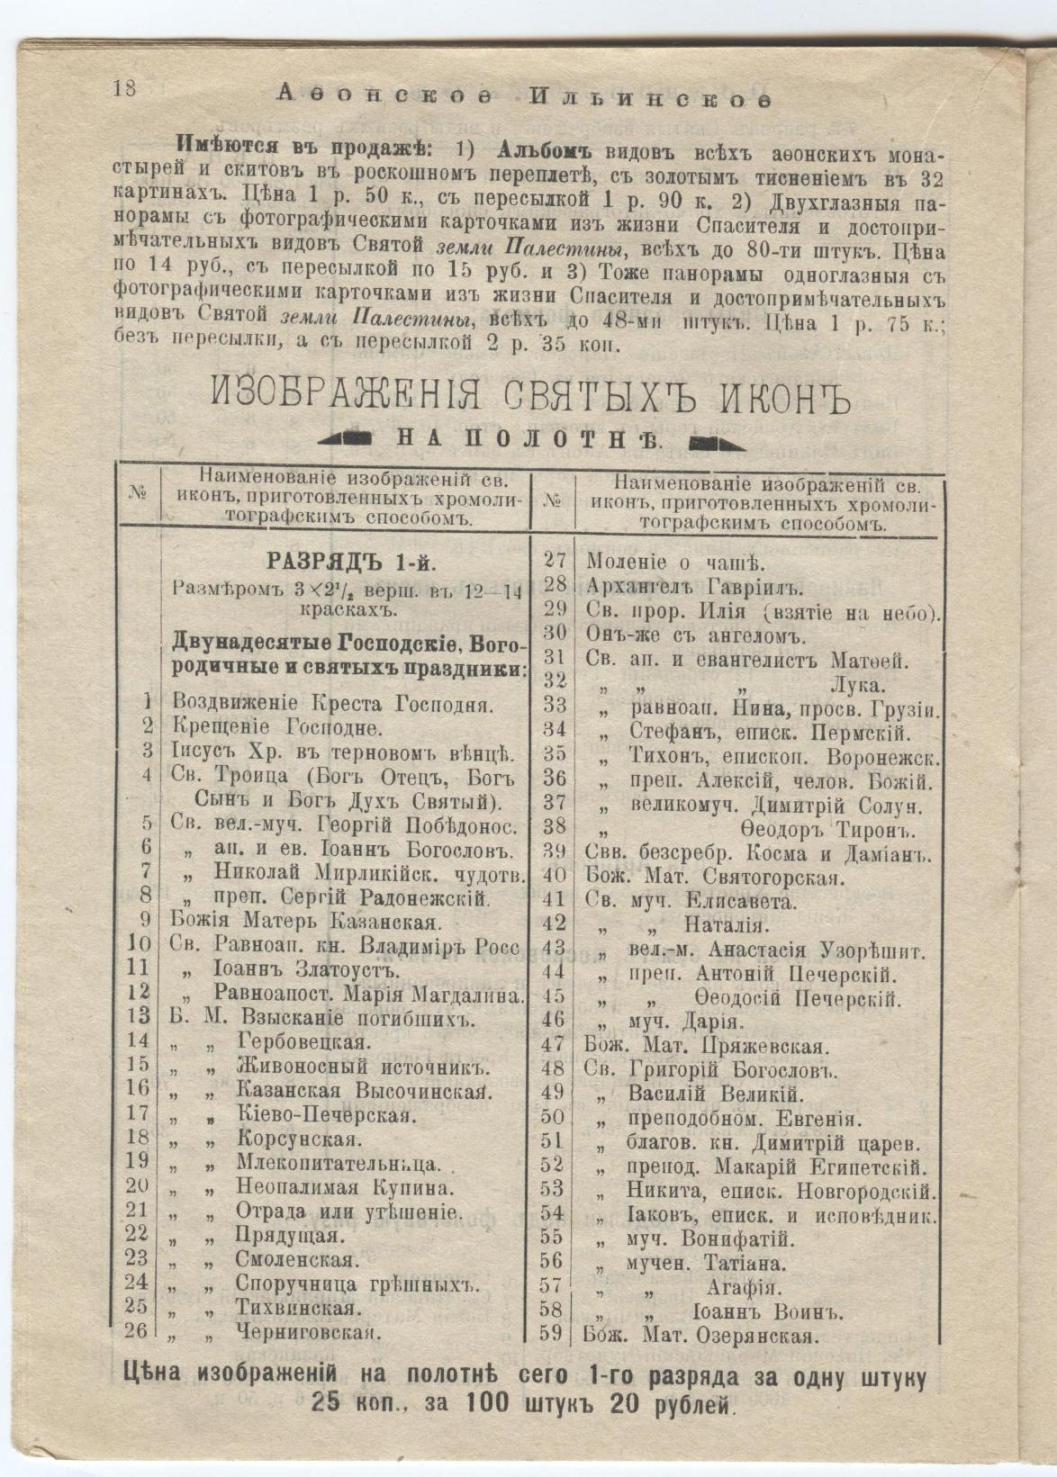 18
Аѳонское Ильинское
Имѣются въ продажѣ: 1) Альбомъ видовъ всѣхъ аѳонскихъ мона-
стырей и скитовъ въ роскошномъ переплетѣ, съ золотымъ тисненіемъ въ 32
картинахъ. Цѣна 1 р. 50 к., съ пересылкой 1 р. 90 к. 2) Двухглазныя па-
норамы съ фотографическими карточками изъ жизни Спасителя и достопри-
мѣчательныхъ видовъ Святой земли Палестины, всѣхъ до 80-ти штукъ. Цѣна
по 14 руб., съ пересылкой по 15 руб. и 3) Тоже панорамы одноглазныя съ
фотографическими карточками изъ жизни Спасителя и достопримѣчательныхъ
видовъ Святой земли Палестины, всѣхъ до 48-ми штукъ. Цѣна 1 р. 75 к.;
безъ пересылки, а съ пересылкой 2 р. 35 коп.
ИЗОБРАЖЕНІЯ СВЯТЫХЪ ИКОНЪ
НА ПОЛОТНѢ.
№
Наименованіе изображеній св.
иконъ, приготовленныхъ хромоли-
тографскимъ способомъ.
РАЗРЯДЪ 1-й.
Размѣромъ 3×2¹/₂ верш. въ 12—14
краскахъ.
Двунадесятые Господскіе, Бого-
родичные и святыхъ праздники:
1 Воздвиженіе Креста Господня.
2 Крещеніе Господне.
3 Іисусъ Хр. въ терновомъ вѣнцѣ.
4 Св. Троица (Богъ Отецъ, Богъ
Сынъ и Богъ Духъ Святый).
5 Св. вел.-муч. Георгій Побѣдонос.
6 „ ап. и ев. Іоаннъ Богословъ.
7 „ Николай Мирликійск. чудотв.
8 „ преп. Сергій Радонежскій.
9 Божія Матерь Казанская.
10 Св. Равноап. кн. Владиміръ Росс
11 „ Іоаннъ Златоустъ.
12 „ Равноапост. Марія Магдалина.
13 Б. М. Взысканіе погибшихъ.
14 „ „ Гербовецкая.
15 „ „ Живоносный источникъ.
16 „ „ Казанская Высочинская.
17 „ „ Кіево-Печерская.
18 „ „ Корсунская.
19 „ „ Млекопитательница.
20 „ „ Неопалимая Купина.
21 „ „ Отрада или утѣшеніе.
22 „ „ Прядущая.
23 „ „ Смоленская.
24 „ „ Споручница грѣшныхъ.
25 „ „ Тихвинская.
26 „ „ Черниговская.
№
Наименованіе изображеній св.
иконъ, приготовленныхъ хромоли-
тографскимъ способомъ.
27 Моленіе о чашѣ.
28 Архангелъ Гавріилъ.
29 Св. прор. Илія (взятіе на небо).
30 Онъ-же съ ангеломъ.
31 Св. ап. и евангелистъ Матѳей.
32 „ „ „ Лука.
33 „ равноап. Нина, просв. Грузіи.
34 „ Стефанъ, еписк. Пермскій.
35 „ Тихонъ, епископ. Воронежск.
36 „ преп. Алексій, челов. Божій.
37 „ великомуч. Димитрій Солун.
38 „ Ѳеодоръ Тиронъ.
39 Свв. безсребр. Косма и Даміанъ.
40 Бож. Мат. Святогорская.
41 Св. муч. Елисавета.
42 „ „ Наталія.
43 „ вел.-м. Анастасія Узорѣшит.
44 „ преп. Антоній Печерскій.
45 „ „ Ѳеодосій Печерскій.
46 „ муч. Дарія.
47 Бож. Мат. Пряжевская.
48 Св. Григорій Богословъ.
49 „ Василій Великій.
50 „ преподобном. Евгенія.
51 „ благов. кн. Димитрій царев.
52 „ препод. Макарій Египетскій.
53 „ Никита, еписк. Новгородскій.
54 „ Іаковъ, еписк. и исповѣдник.
55 „ муч. Вонифатій.
56 „ мучен. Татіана.
57 „ „ Агафія.
58 „ „ Іоаннъ Воинъ.
59 Бож. Мат. Озерянская.
Цѣна изображеній на полотнѣ сего 1-го разряда за одну штуку
25 коп., за 100 штукъ 20 рублей.